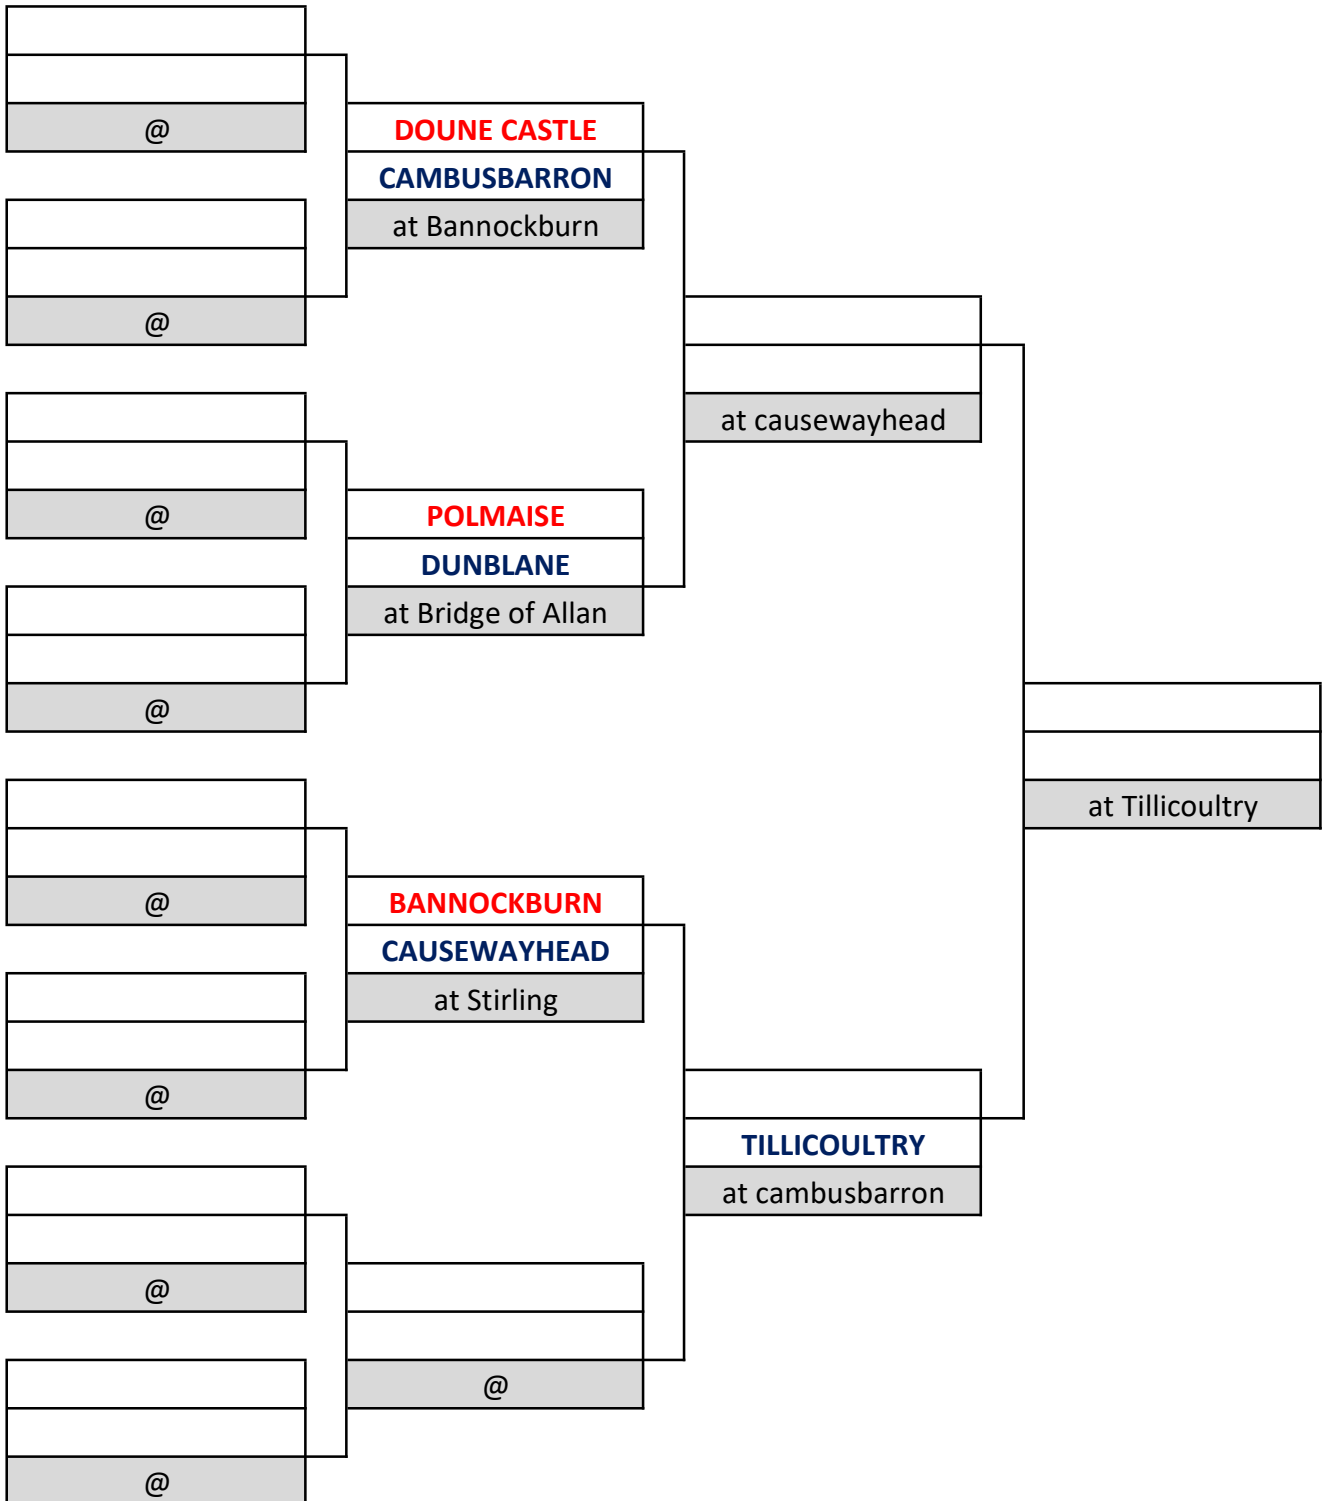 @
DOUNE CASTLE
CAMBUSBARRON
at Bannockburn
@
at causewayhead
@
POLMAISE
DUNBLANE
at Bridge of Allan
@
at Tillicoultry
@
BANNOCKBURN
CAUSEWAYHEAD
at Stirling
@
TILLICOULTRY
at cambusbarron
@
@
@